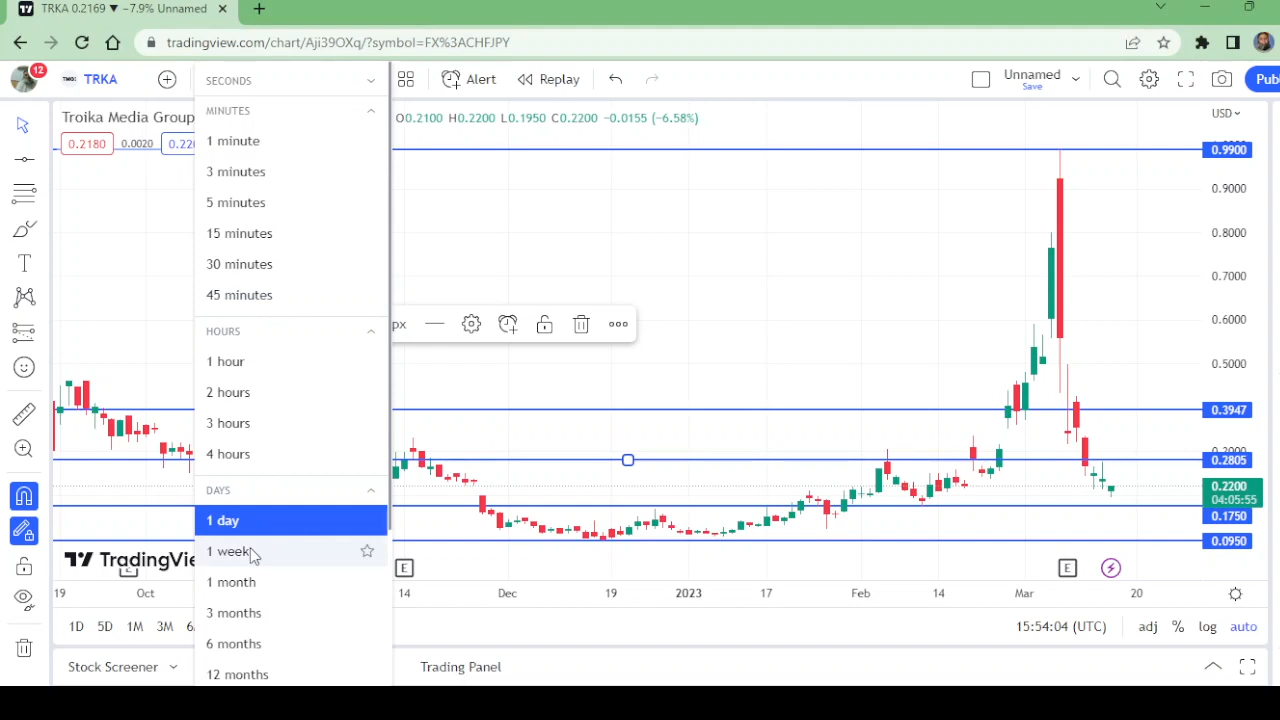 TRKA 0.2169 ▼ −7.9% Unnamed
tradingview.com/chart/Aji39OXq/?symbol=FX%3ACHFJPY
12
TRKA
Alert
Replay
Unnamed
Save
Pub
SECONDS
MINUTES
1 minute
3 minutes
5 minutes
15 minutes
30 minutes
45 minutes
HOURS
1 hour
2 hours
3 hours
4 hours
DAYS
1 day
1 week
1 month
3 months
6 months
12 months
Troika Media Group
O0.2100 H0.2200 L0.1950 C0.2200 −0.0155 (−6.58%)
0.2180
0.0020
0.220
px
USD
0.9900
0.9000
0.8000
0.7000
0.6000
0.5000
0.3947
0.2805
0.2200
04:05:55
0.1750
0.0950
TradingView
E
E
E
19
Oct
14
Dec
19
2023
17
Feb
14
Mar
20
1D
5D
1M
3M
6
15:54:04 (UTC)
adj
%
log
auto
Stock Screener
Trading Panel